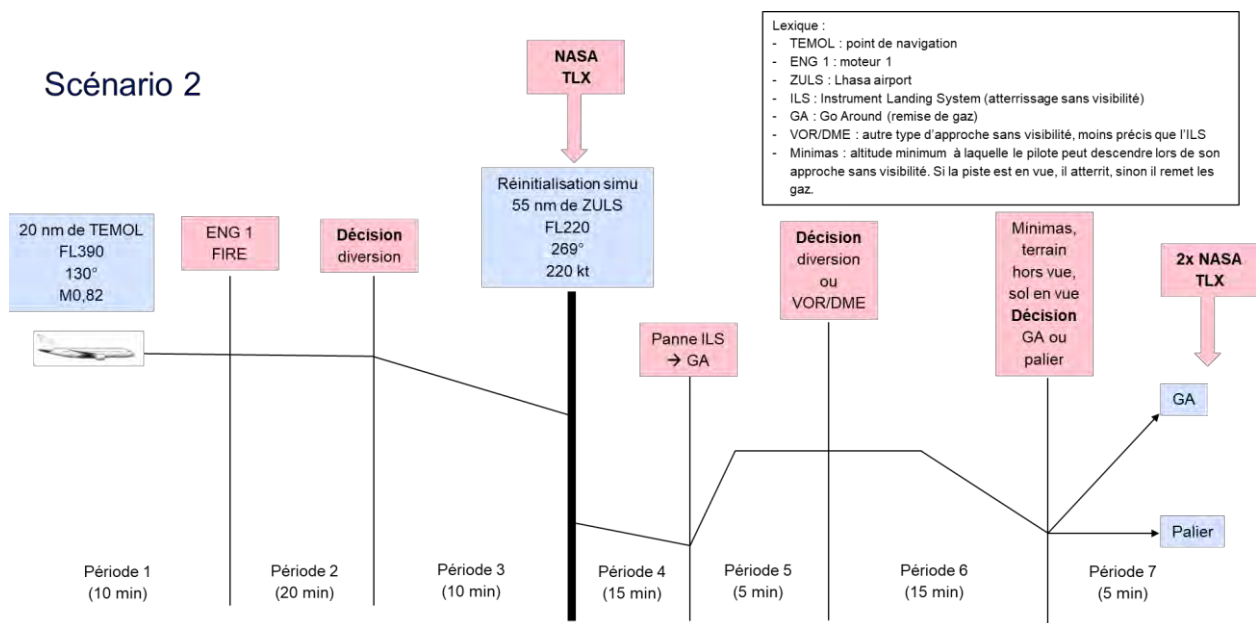 Scénario 2
NASA
TLX
Lexique :
- TEMOL : point de navigation
- ENG 1 : moteur 1
- ZULS : Lhasa airport
- ILS : Instrument Landing System (atterrissage sans visibilité)
- GA : Go Around (remise de gaz)
- VOR/DME : autre type d'approche sans visibilité, moins précis que l'ILS
- Minimas : altitude minimum à laquelle le pilote peut descendre lors de son
approche sans visibilité. Si la piste est en vue, il atterrit, sinon il remet les
gaz.
20 nm de TEMOL
FL390
130°
M0,82
ENG 1
FIRE
Décision
diversion
Réinitialisation simu
55 nm de ZULS
FL220
269°
220 kt
Panne ILS
→ GA
Décision
diversion
ou
VOR/DME
Minimas,
terrain
hors vue,
sol en vue
Décision
GA ou
palier
2x NASA
TLX
GA
Palier
Période 1
(10 min)
Période 2
(20 min)
Période 3
(10 min)
Période 4
(15 min)
Période 5
(5 min)
Période 6
(15 min)
Période 7
(5 min)